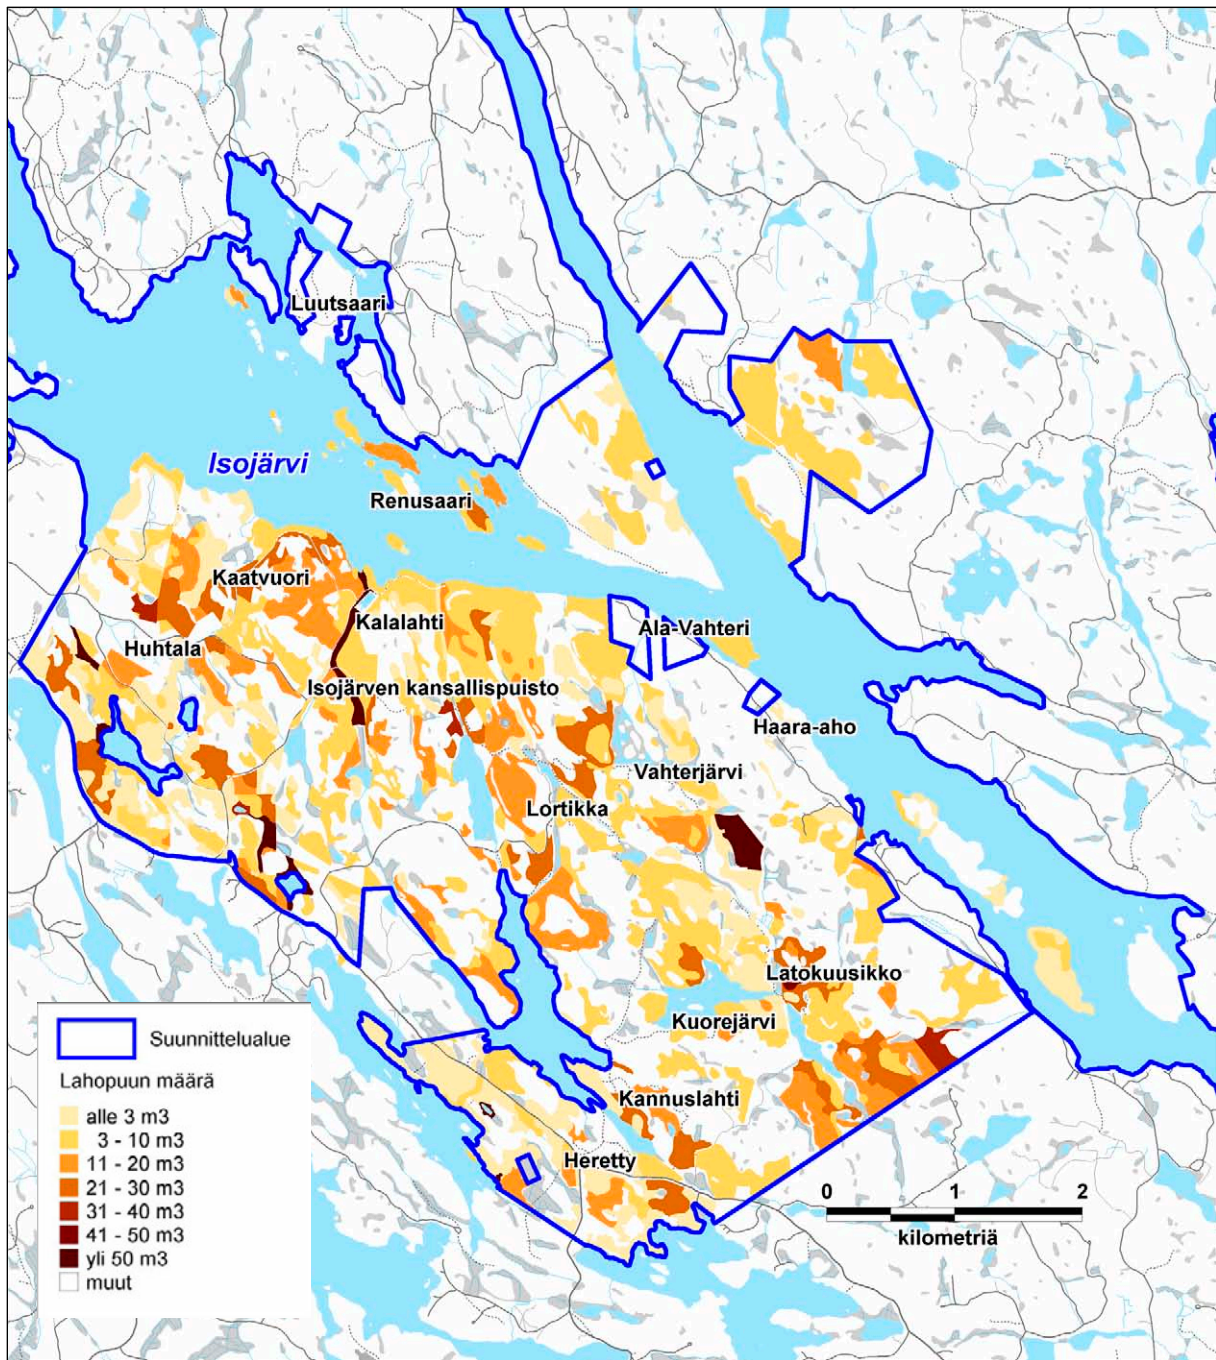 Luutsaari
Isojärvi
Renusaari
Kaatvuori
Kalalahti
Ala-Vahteri
Huhtala
Isojärven kansallispuisto
Haara-aho
Vahterjärvi
Lortikka
Latokuusikko
Kuorejärvi
Kannuslahti
Heretty
Suunnittelualue
Lahopuun määrä
alle 3 m3
3 - 10 m3
11 - 20 m3
21 - 30 m3
31 - 40 m3
41 - 50 m3
yli 50 m3
muut
0 1 2
kilometriä